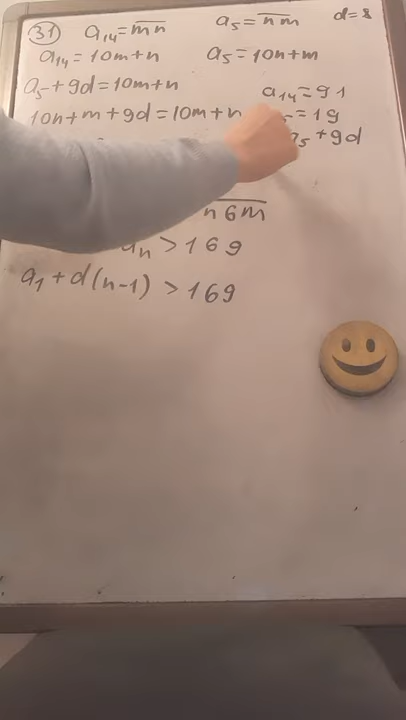 31 a₁₄ = m̅n̅ a₅ = n̅m̅ d = 8
a₁₄ = 10m + n a₅ = 10n + m
a₅ + 9d = 10m + n a₁₄ = 91
10n + m + 9d = 10m + n = 19
a₅ + 9d
n̅6̅m̅
aₙ > 169
a₁ + d(n-1) > 169